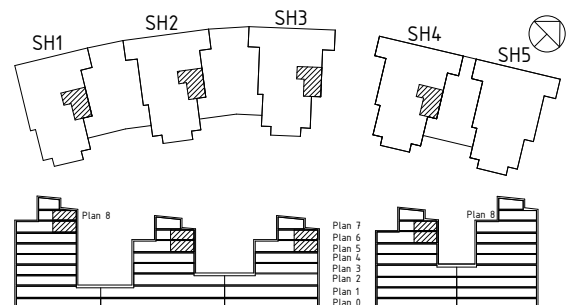 SH1
SH2
SH3
SH4
SH5
Plan 8
Plan 7
Plan 6
Plan 5
Plan 4
Plan 3
Plan 2
Plan 1
Plan 0
Plan 8